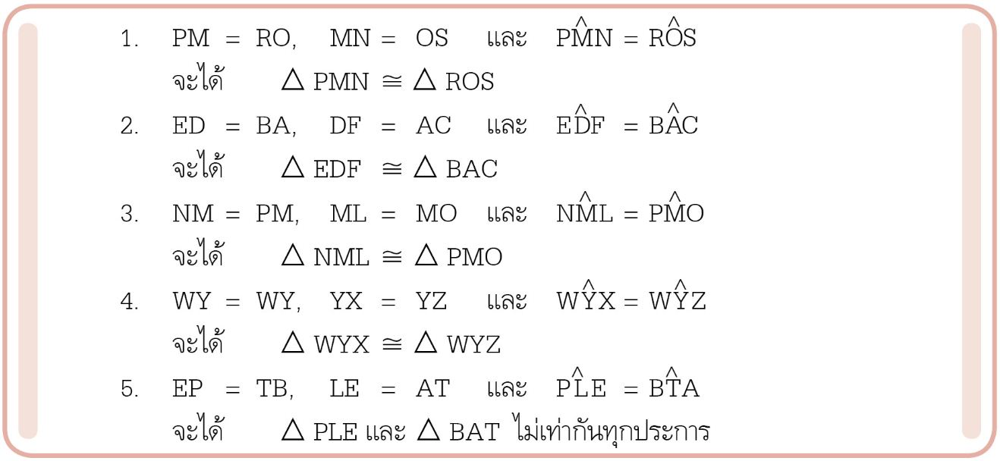 1. PM = RO, MN = OS และ PM̂N = RÔS
จะได้ △ PMN ≅ △ ROS
2. ED = BA, DF = AC และ ED̂F = BÂC
จะได้ △ EDF ≅ △ BAC
3. NM = PM, ML = MO และ NM̂L = PM̂O
จะได้ △ NML ≅ △ PMO
4. WY = WY, YX = YZ และ WŶX = WŶZ
จะได้ △ WYX ≅ △ WYZ
5. EP = TB, LE = AT และ PL̂E = BT̂A
จะได้ △ PLE และ △ BAT ไม่เท่ากันทุกประการ